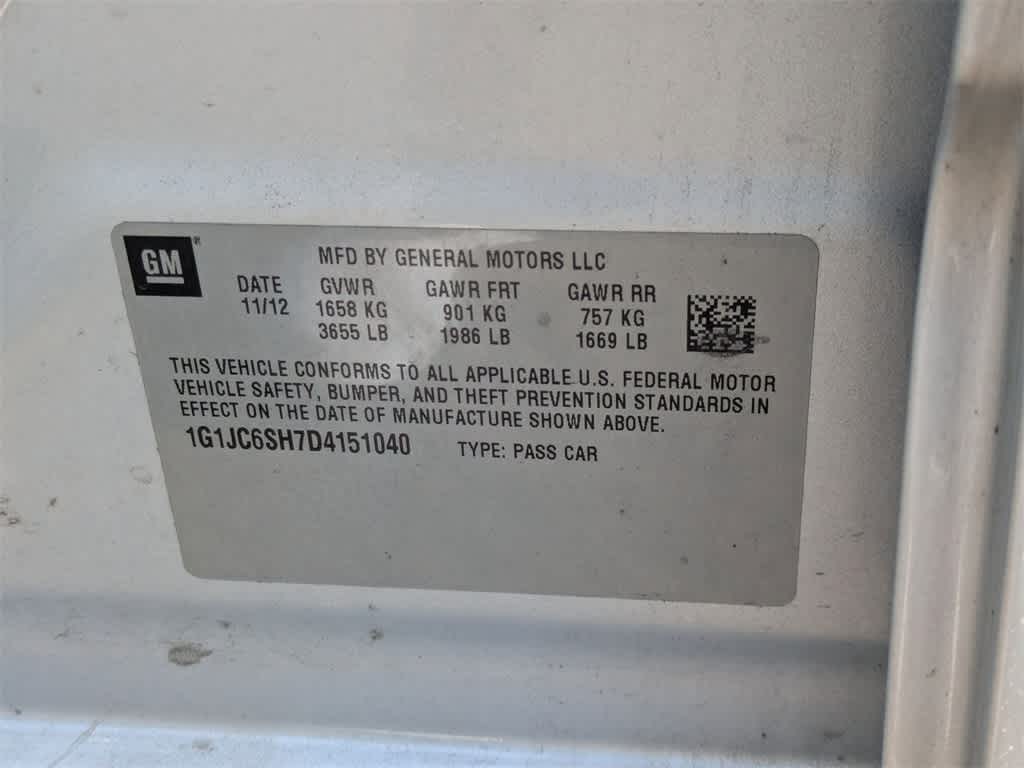 GM
MFD BY GENERAL MOTORS LLC
DATE GVWR GAWR FRT GAWR RR
11/12 1658 KG 901 KG 757 KG
3655 LB 1986 LB 1669 LB
THIS VEHICLE CONFORMS TO ALL APPLICABLE U.S. FEDERAL MOTOR
VEHICLE SAFETY, BUMPER, AND THEFT PREVENTION STANDARDS IN
EFFECT ON THE DATE OF MANUFACTURE SHOWN ABOVE.
1G1JC6SH7D4151040 TYPE: PASS CAR